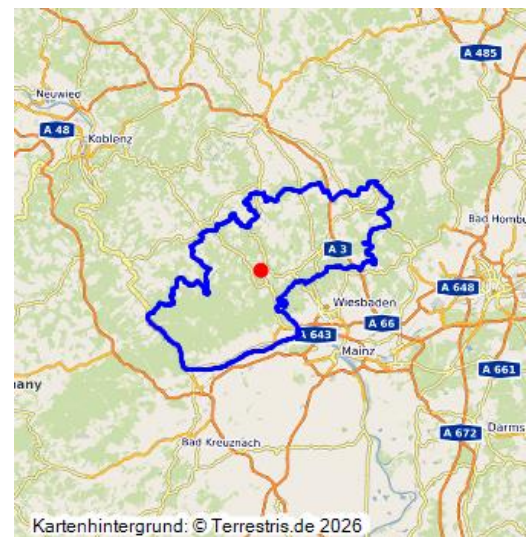 A 485
Neuwied
A 48
Koblenz
Bad Hombu
A 3
A 648
Wiesbaden
A 66
A 643
Mainz
A 661
any
Darms
A 672
Bad Kreuznach
Kartenhintergrund: © Terrestris.de 2026